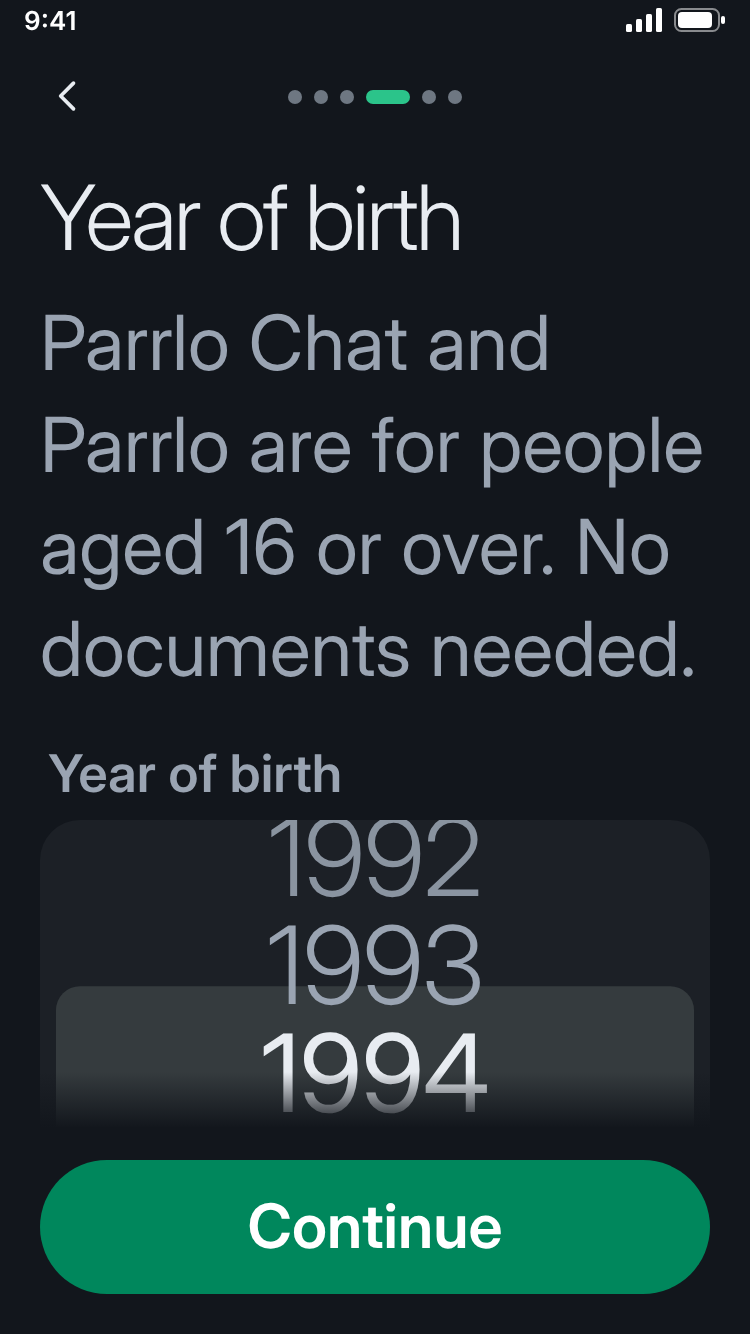 9:41
Year of birth
Parrlo Chat and
Parrlo are for people
aged 16 or over. No
documents needed.
Year of birth
1992
1993
1994
Continue